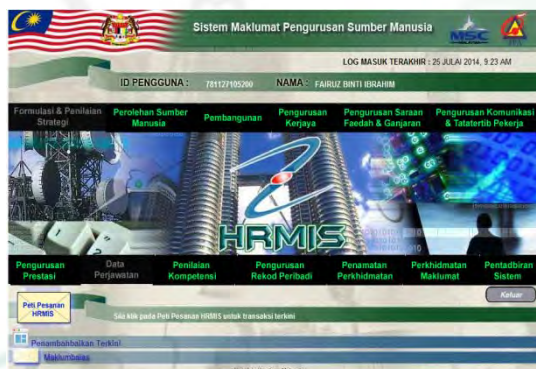 Sistem Maklumat Pengurusan Sumber Manusia
MSC
JPA
LOG MASUK TERAKHIR : 25 JULAI 2014, 9:23 AM
ID PENGGUNA : 781127105200 NAMA : FAIRUZ BINTI IBRAHIM
Formulasi & Penilaian Strategi
Perolehan Sumber Manusia
Pembangunan
Pengurusan Kerjaya
Pengurusan Saraan Faedah & Ganjaran
Pengurusan Komunikasi & Tatatertib Pekerja
HRMIS
Pengurusan Prestasi
Data Perjawatan
Penilaian Kompetensi
Pengurusan Rekod Peribadi
Penamatan Perkhidmatan
Perkhidmatan Maklumat
Pentadbiran Sistem
Keluar
Peti Pesanan HRMIS
Sila klik pada Peti Pesanan HRMIS untuk transaksi terkini
Penambahbaikan Terkini
Maklumbalas